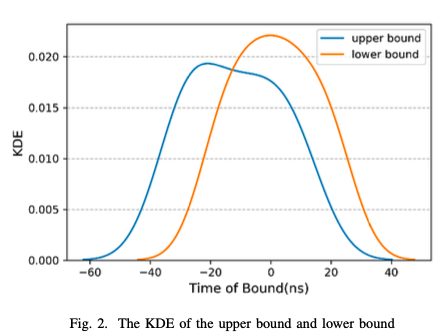 upper bound
lower bound
0.020
0.015
0.010
0.005
0.000
KDE
−60 −40 −20 0 20 40
Time of Bound(ns)
Fig. 2. The KDE of the upper bound and lower bound